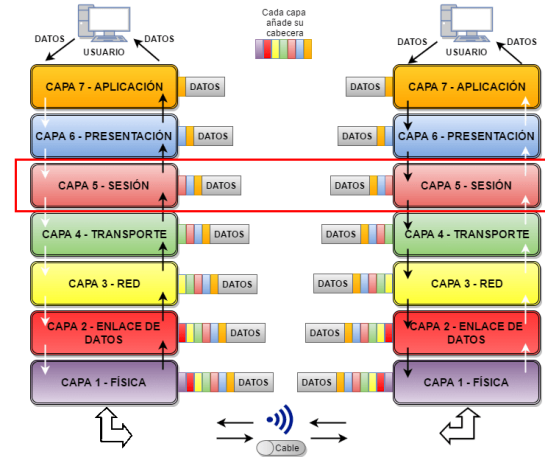 Cada capa
añade su
cabecera
DATOS
DATOS
USUARIO
DATOS
DATOS
USUARIO
CAPA 7 - APLICACIÓN
DATOS
DATOS
CAPA 7 - APLICACIÓN
CAPA 6 - PRESENTACIÓN
DATOS
DATOS
CAPA 6 - PRESENTACIÓN
CAPA 5 - SESIÓN
DATOS
DATOS
CAPA 5 - SESIÓN
CAPA 4 - TRANSPORTE
DATOS
DATOS
CAPA 4 - TRANSPORTE
CAPA 3 - RED
DATOS
DATOS
CAPA 3 - RED
CAPA 2 - ENLACE DE
DATOS
DATOS
DATOS
CAPA 2 - ENLACE DE
DATOS
CAPA 1 - FÍSICA
DATOS
DATOS
CAPA 1 - FÍSICA
Cable